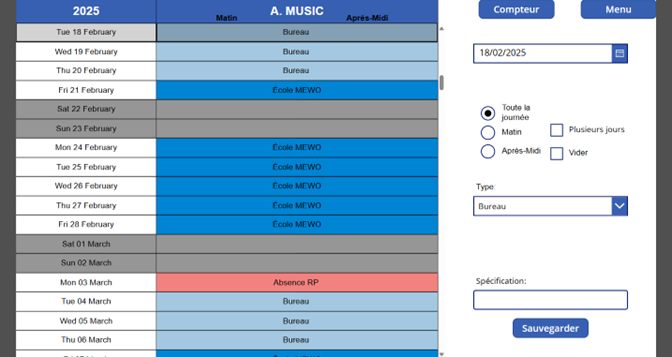 2025
A. MUSIC
Matin Après-Midi
Tue 18 February Bureau
Wed 19 February Bureau
Thu 20 February Bureau
Fri 21 February École MEWO
Sat 22 February
Sun 23 February
Mon 24 February École MEWO
Tue 25 February École MEWO
Wed 26 February École MEWO
Thu 27 February École MEWO
Fri 28 February École MEWO
Sat 01 March
Sun 02 March
Mon 03 March Absence RP
Tue 04 March Bureau
Wed 05 March Bureau
Thu 06 March Bureau
Compteur
Menu
18/02/2025
Toute la
journée
Matin
Après-Midi
Plusieurs jours
Vider
Type
Bureau
Spécification:
Sauvegarder